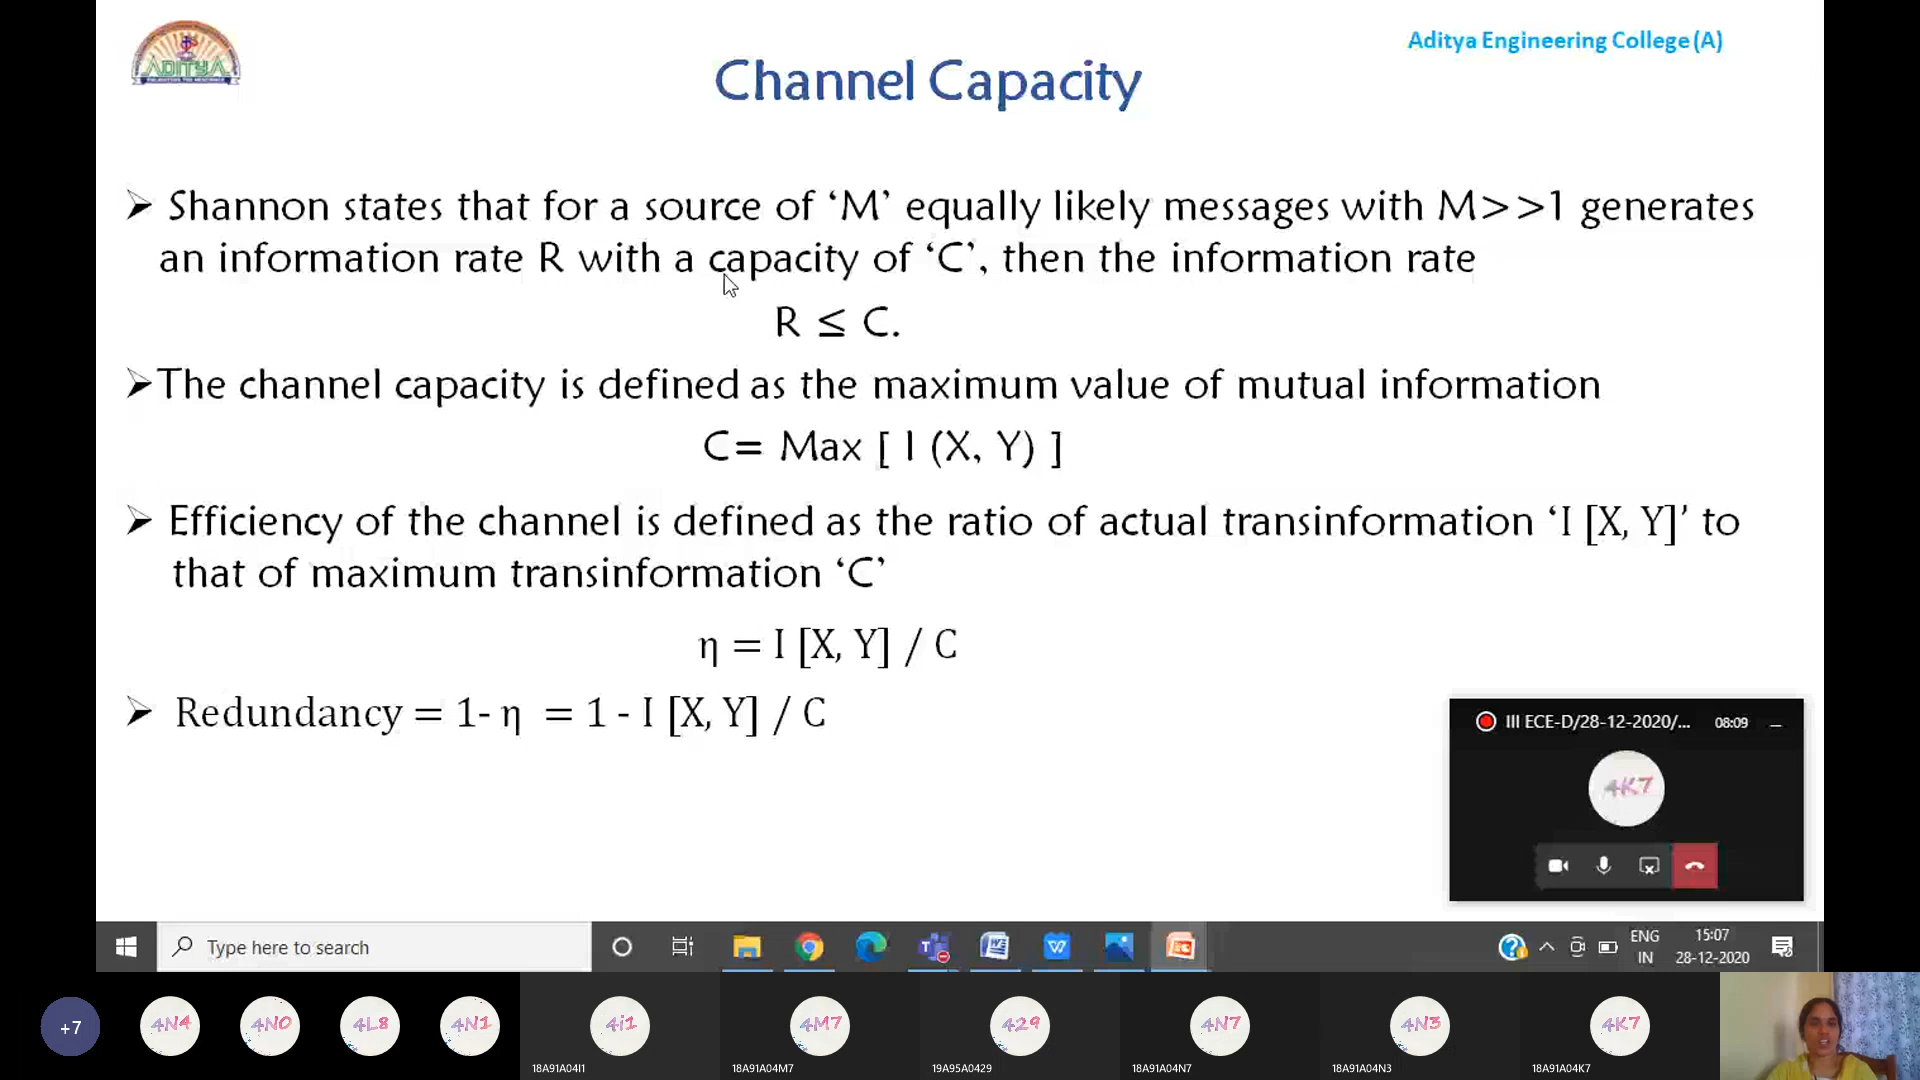 ADITYA
Aditya Engineering College (A)
Channel Capacity
➢ Shannon states that for a source of ‘M’ equally likely messages with M>>1 generates
an information rate R with a capacity of ‘C’, then the information rate
R ≤ C.
➢The channel capacity is defined as the maximum value of mutual information
C= Max [ I (X, Y) ]
➢ Efficiency of the channel is defined as the ratio of actual transinformation ‘I [X, Y]’ to
that of maximum transinformation ‘C’
η = I [X, Y] / C
➢ Redundancy = 1- η = 1 - I [X, Y] / C
III ECE-D/28-12-2020/... 08:09
4K7
Type here to search
ENG
IN
15:07
28-12-2020
+7
4N4
4N0
4L8
4N1
4i1
4M7
429
4N7
4N3
4K7
18A91A04I1
18A91A04M7
19A95A0429
18A91A04N7
18A91A04N3
18A91A04K7